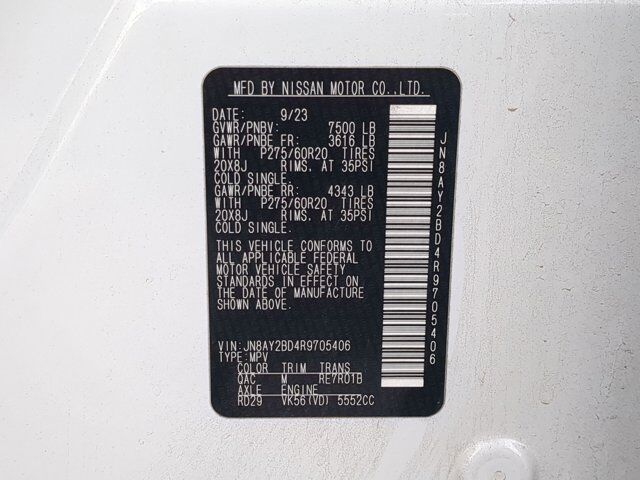 MFD BY NISSAN MOTOR CO.,LTD.
DATE: 9/23
GVWR/PNBV: 7500 LB
GAWR/PNBE FR: 3616 LB
WITH P275/60R20 TIRES
20X8J RIMS. AT 35PSI
COLD SINGLE.
GAWR/PNBE RR: 4343 LB
WITH P275/60R20 TIRES
20X8J RIMS. AT 35PSI
COLD SINGLE.
THIS VEHICLE CONFORMS TO
ALL APPLICABLE FEDERAL
MOTOR VEHICLE SAFETY
STANDARDS IN EFFECT ON
THE DATE OF MANUFACTURE
SHOWN ABOVE.
VIN: JN8AY2BD4R9705406
TYPE: MPV
COLOR TRIM TRANS
QAC M RE7R01B
AXLE ENGINE
RD29 VK56(VD) 5552CC
JN8AY2BD4R9705406